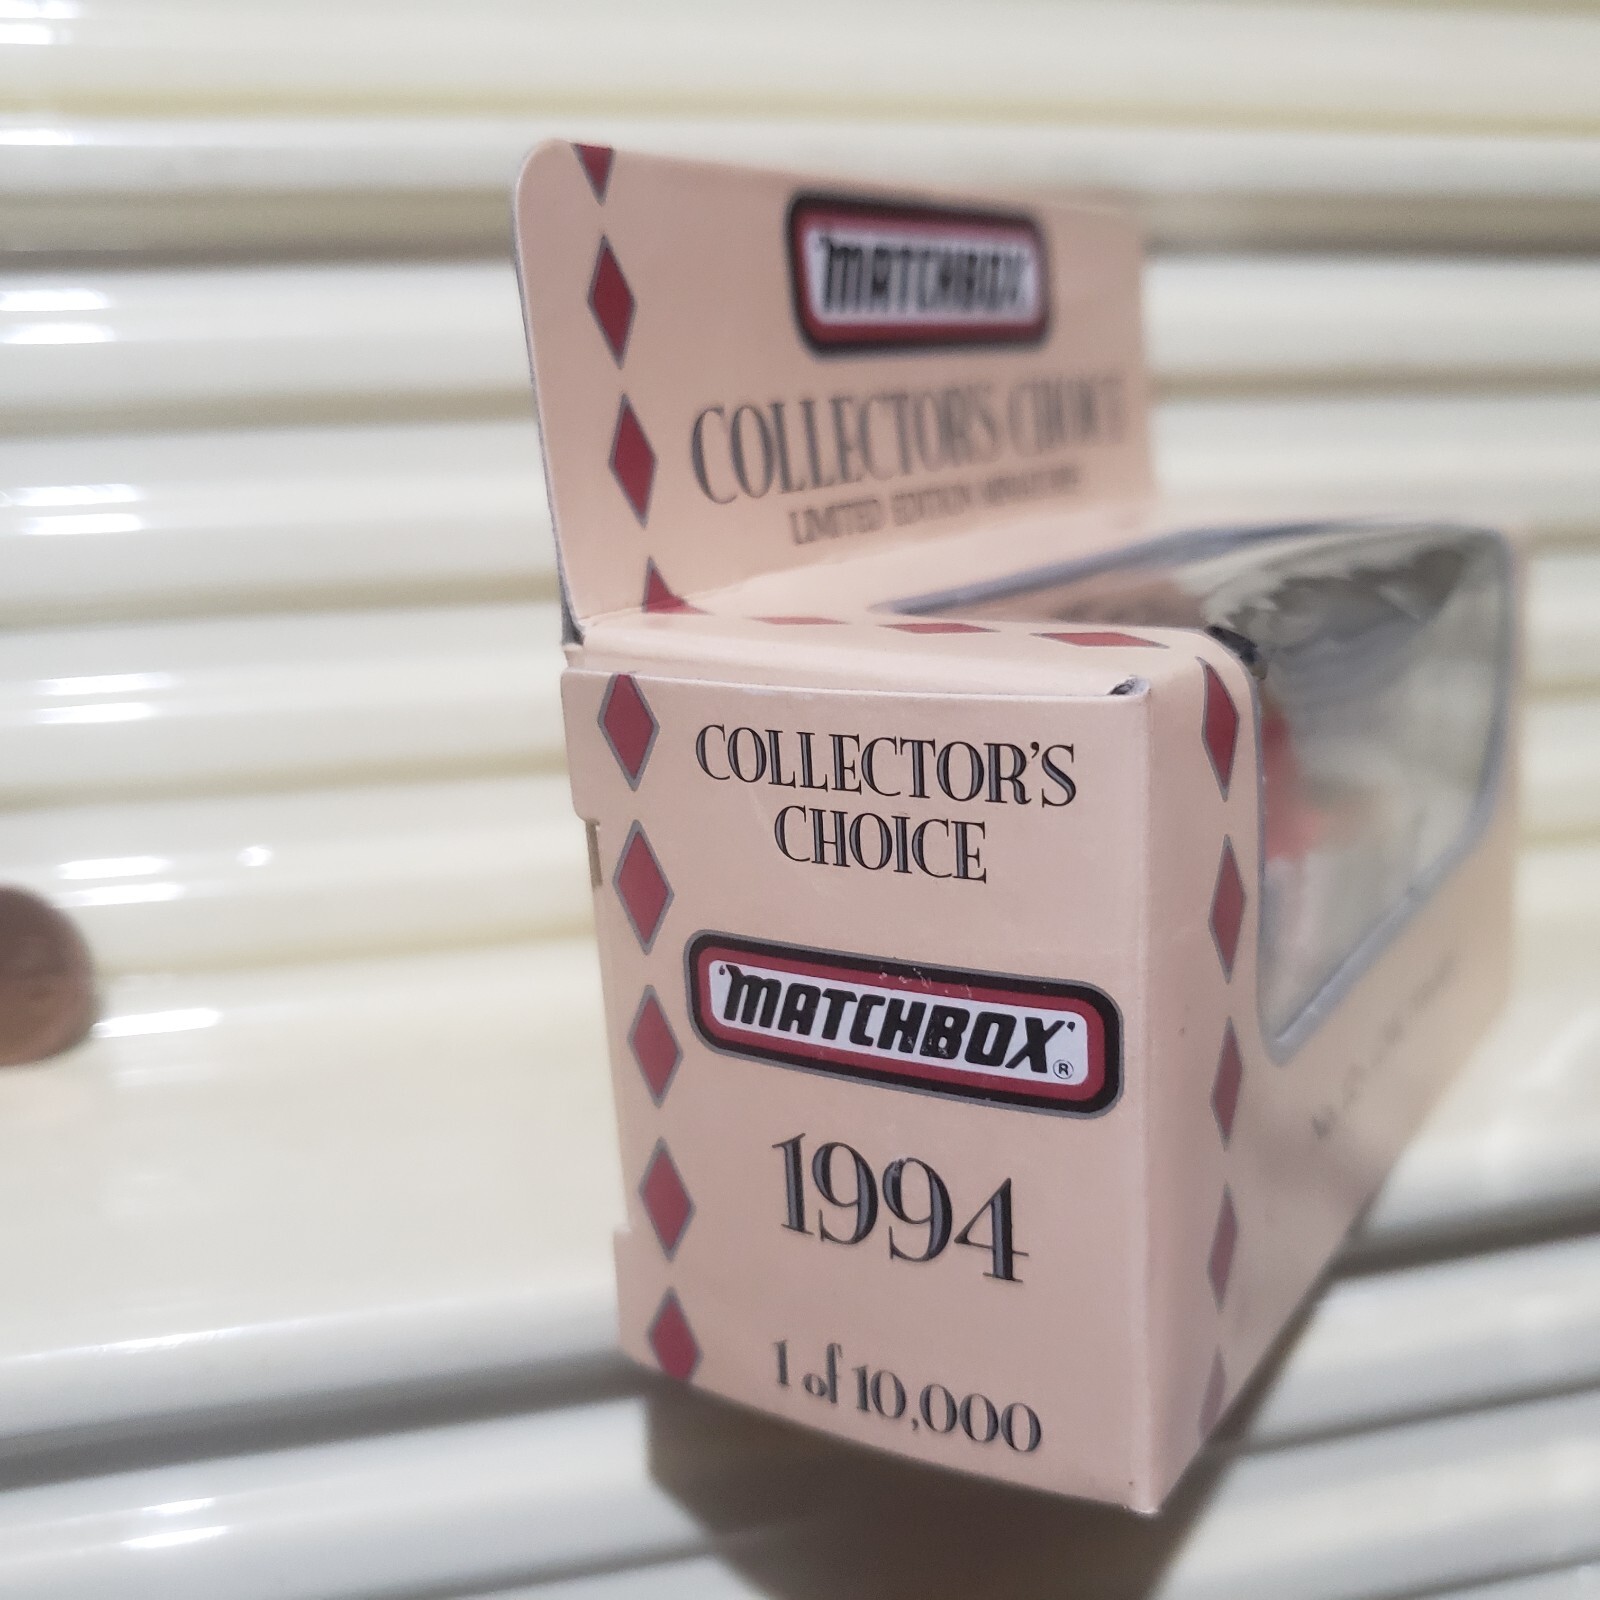 'MATCHBOX'
COLLECTOR'S CHOICE
LIMITED EDITION
COLLECTOR'S
CHOICE
'MATCHBOX'®
1994
1 of 10,000